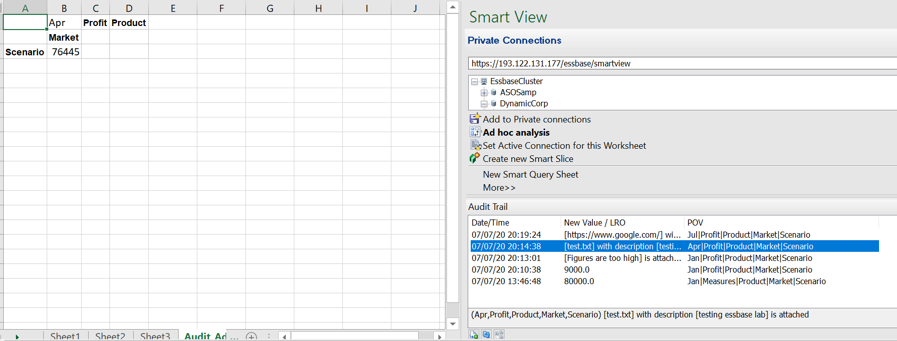 A B C D E F G H I J
Apr Profit Product
Market
Scenario 76445
Sheet1 Sheet2 Sheet3 Audit_Ad ...
Smart View
Private Connections
https://193.122.131.177/essbase/smartview
EssbaseCluster
ASOSamp
DynamicCorp
Add to Private connections
Ad hoc analysis
Set Active Connection for this Worksheet
Create new Smart Slice
New Smart Query Sheet
More>>
Audit Trail
Date/Time New Value / LRO POV
07/07/20 20:19:24 [https://www.google.com/] wi... Jul|Profit|Product|Market|Scenario
07/07/20 20:14:38 [test.txt] with description [testi... Apr|Profit|Product|Market|Scenario
07/07/20 20:13:01 [Figures are too high] is attach... Jan|Profit|Product|Market|Scenario
07/07/20 20:10:38 9000.0 Jan|Profit|Product|Market|Scenario
07/07/20 13:46:48 80000.0 Jan|Measures|Product|Market|Scenario
(Apr,Profit,Product,Market,Scenario) [test.txt] with description [testing essbase lab] is attached